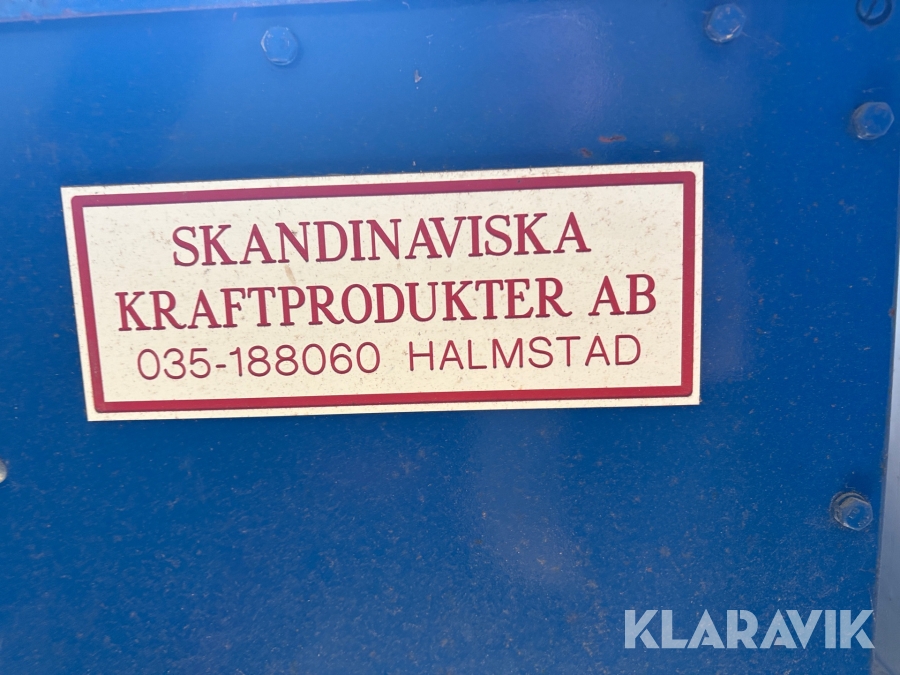 SKANDINAVISKA
KRAFTPRODUKTER AB
035-188060 HALMSTAD
KLARAVIK